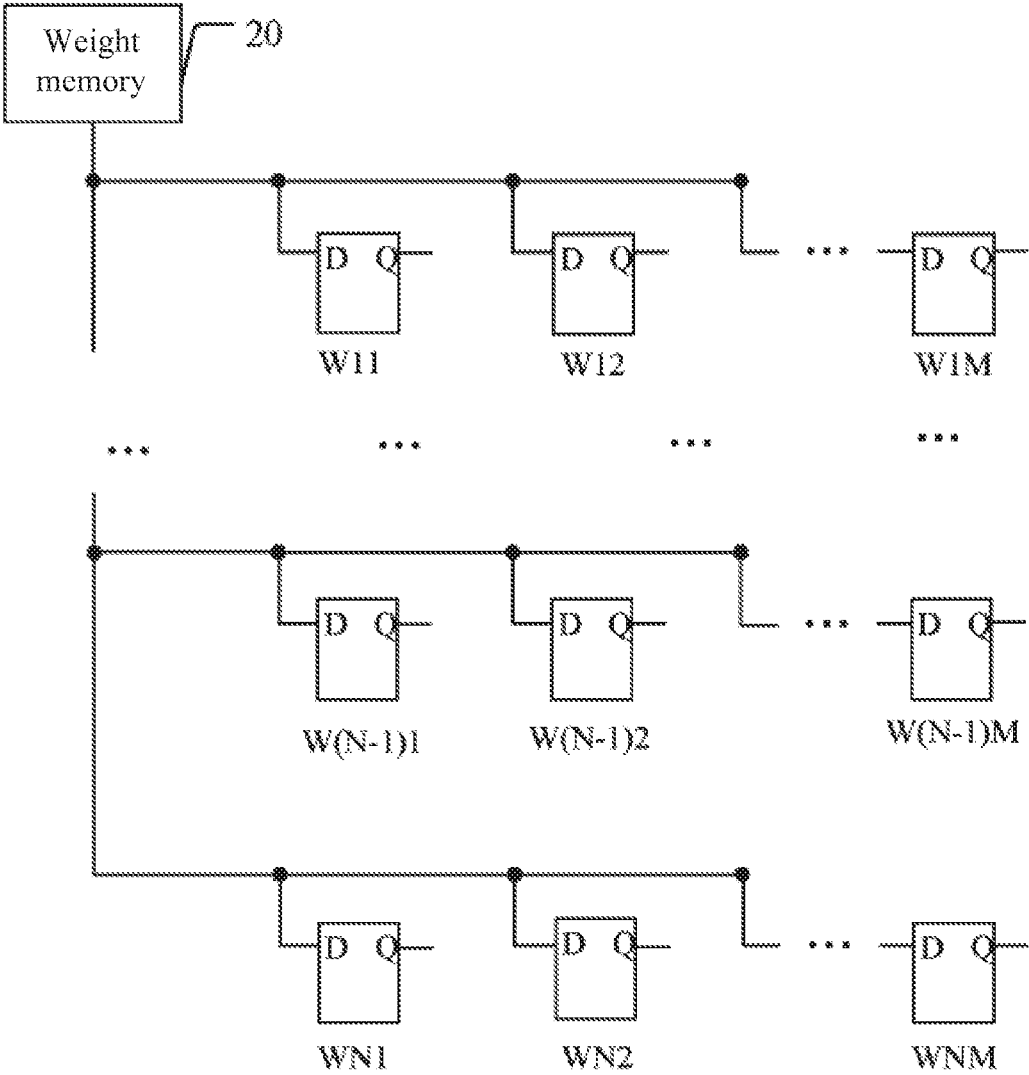 Weight
memory
20
D Q D Q ... D Q
W11 W12 W1M
... ... ... ...
D Q D Q ... D Q
W(N-1)1 W(N-1)2 W(N-1)M
D Q D Q ... D Q
WN1 WN2 WNM